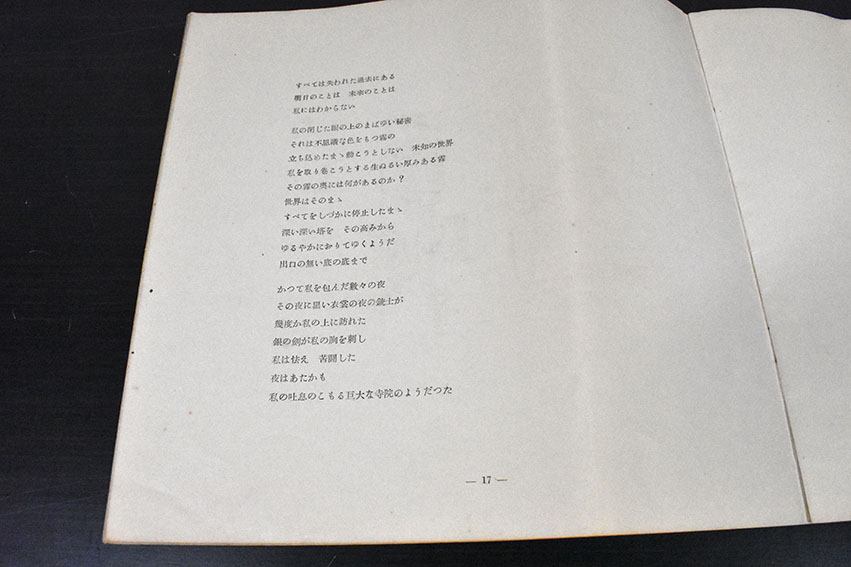 すべては失われた過去にある
明日のことは　未来のことは
私にはわからない
私の閉じた眼の上のまばゆい秘密
それは不思議な色をもつ霧の
立ち込めたまゝ動こうとしない　未知の世界
私を取り巻こうとする生ぬるい厚みある霧
その霧の奥には何があるのか？
世界はそのまゝ
すべてをしづかに停止したまゝ
深い深い塔を　その高みから
ゆるやかにおりてゆくようだ
出口の無い底の底まで
かつて私を包んだ数々の夜
その夜に黒い衣裳の夜の銃士が
幾度か私の上に訪れた
銀の剣が私の胸を刺し
私は怯え　苦闘した
夜はあたかも
私の吐息のこもる巨大な寺院のようだつた
— 17 —